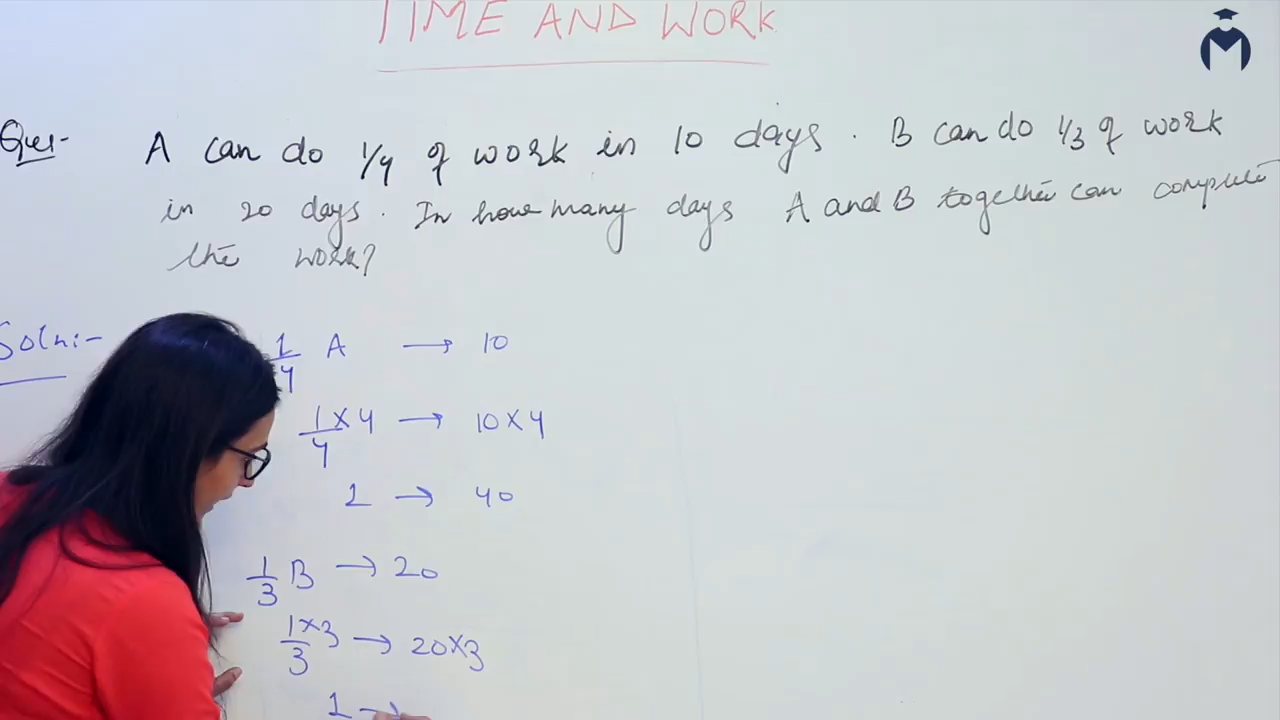 TIME AND WORK
Ques- A can do 1/4 of work in 10 days. B can do 1/3 of work
in 20 days. In how many days A and B together can complete
the work?
Soln:- 1/4 A → 10
1/4 × 4 → 10 × 4
1 → 40
1/3 B → 20
1/3 × 3 → 20 × 3
1 →